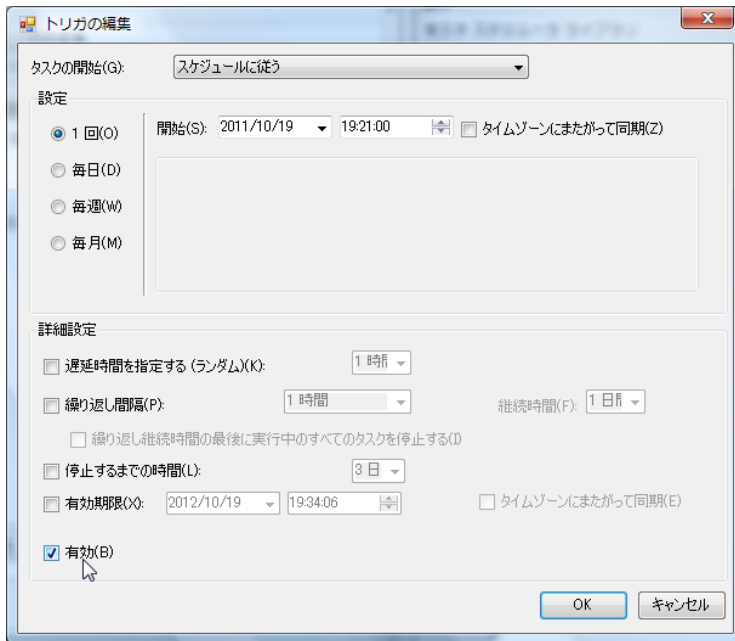 トリガの編集
タスクの開始(G): スケジュールに従う
設定
1 回(O) 開始(S): 2011/10/19 19:21:00 タイムゾーンにまたがって同期(Z)
毎日(D)
毎週(W)
毎月(M)
詳細設定
遅延時間を指定する (ランダム)(K): 1 時
繰り返し間隔(P): 1 時間 継続時間(F): 1 日
繰り返し継続時間の最後に実行中のすべてのタスクを停止する(I)
停止するまでの時間(L): 3 日
有効期限(X): 2012/10/19 19:34:06 タイムゾーンにまたがって同期(E)
有効(B)
OK キャンセル